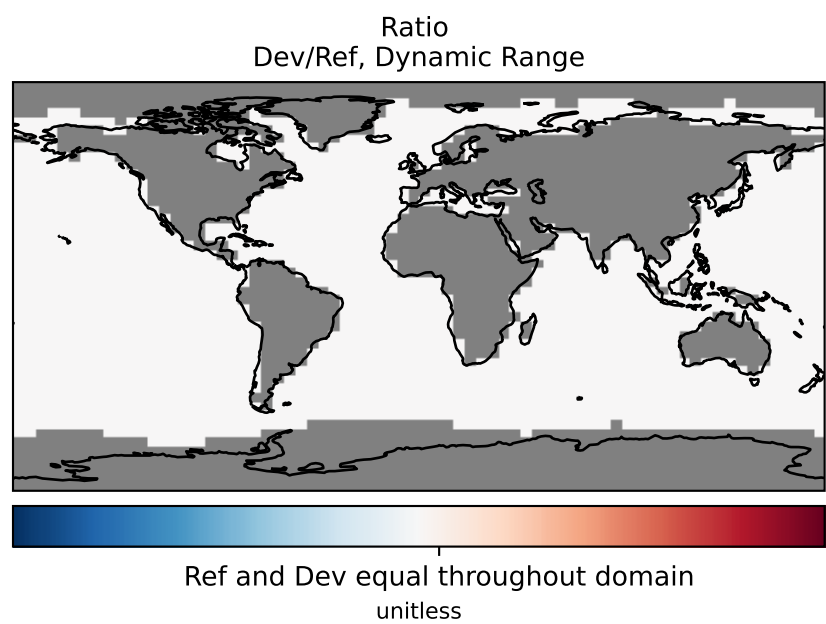 Ratio
Dev/Ref, Dynamic Range
Ref and Dev equal throughout domain
unitless